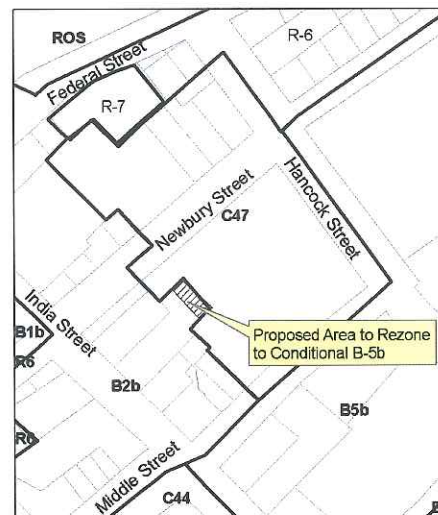 ROS
R-6
Federal Street
R-7
Newbury Street
Hancock Street
C47
India Street
Proposed Area to Rezone
to Conditional B-5b
B1b
R6
B2b
B5b
R6
Middle Street
C44